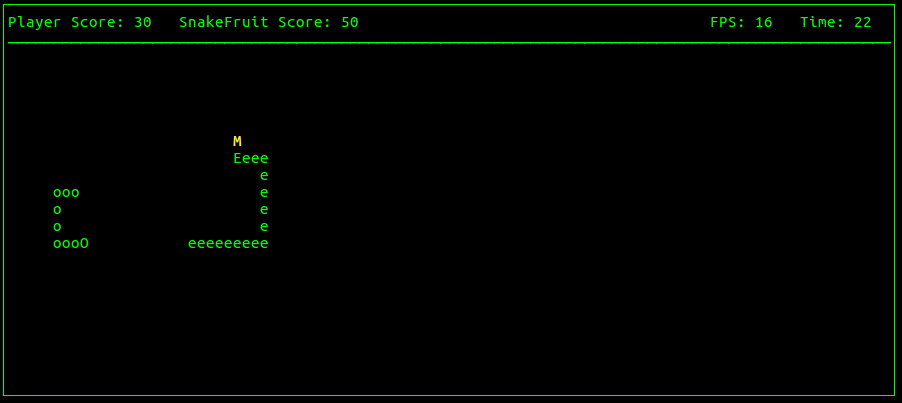 Player Score: 30   SnakeFruit Score: 50   FPS: 16   Time: 22
M
Eeee
e
ooo e
o e
o e
oooO eeeeeeeee